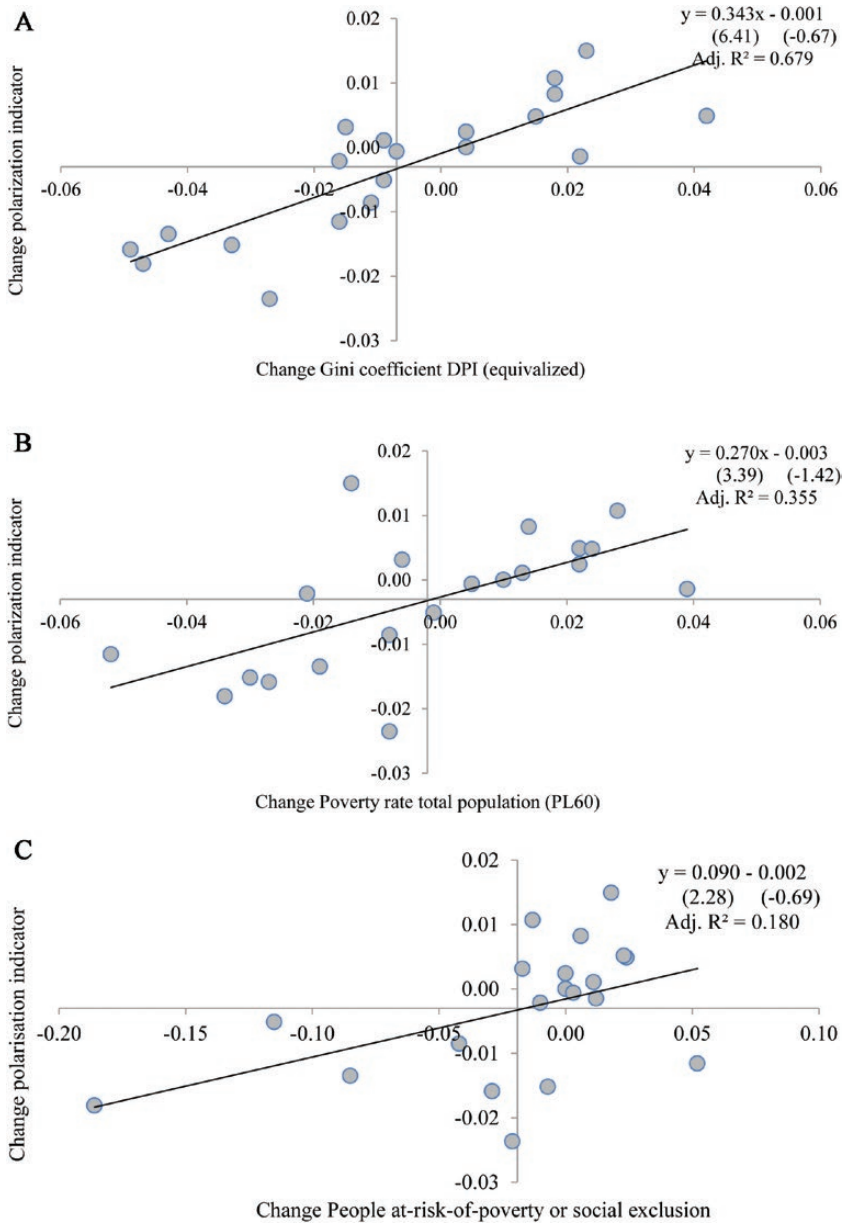 A
Change polarization indicator
0.02
0.01
0.00
-0.01
-0.02
-0.03
-0.06
-0.04
-0.02
0.00
0.02
0.04
0.06
y = 0.343x - 0.001
(6.41) (-0.67)
Adj. R² = 0.679
Change Gini coefficient DPI (equivalized)
B
Change polarization indicator
0.02
0.01
0.00
-0.01
-0.02
-0.03
-0.06
-0.04
-0.02
0.00
0.02
0.04
0.06
y = 0.270x - 0.003
(3.39) (-1.42)
Adj. R² = 0.355
Change Poverty rate total population (PL60)
C
Change polarisation indicator
0.02
0.01
0.00
-0.01
-0.02
-0.03
-0.20
-0.15
-0.10
-0.05
0.00
0.05
0.10
y = 0.090 - 0.002
(2.28) (-0.69)
Adj. R² = 0.180
Change People at-risk-of-poverty or social exclusion